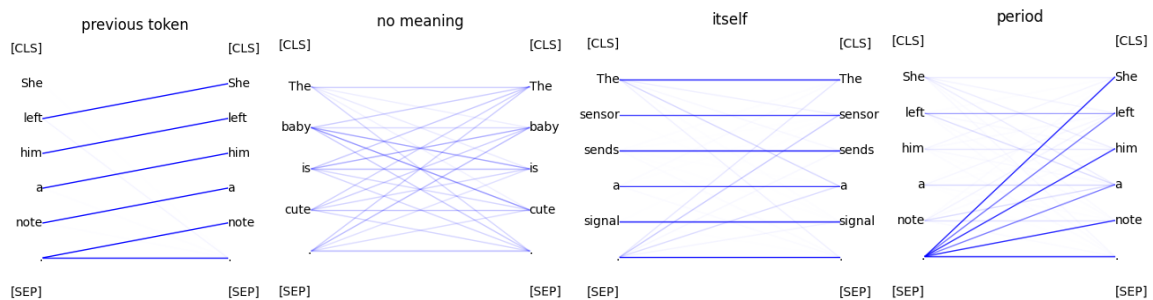 previous token
[CLS] [CLS]
She She
left left
him him
a a
note note
. .
[SEP] [SEP]
no meaning
[CLS] [CLS]
The The
baby baby
is is
cute cute
. .
[SEP] [SEP]
itself
[CLS] [CLS]
The The
sensor sensor
sends sends
a a
signal signal
. .
[SEP] [SEP]
period
[CLS] [CLS]
She She
left left
him him
a a
note note
. .
[SEP] [SEP]